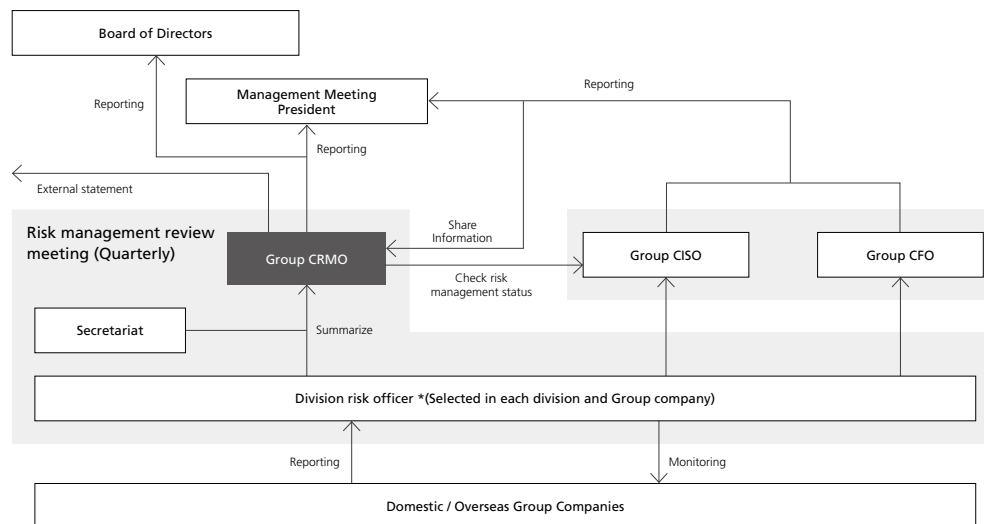 Board of Directors
Management Meeting
President
Reporting
Reporting
Reporting
External statement
Risk management review
meeting (Quarterly)
Group CRMO
Share
Information
Group CISO
Group CFO
Check risk
management status
Secretariat
Summarize
Division risk officer *(Selected in each division and Group company)
Reporting
Monitoring
Domestic / Overseas Group Companies